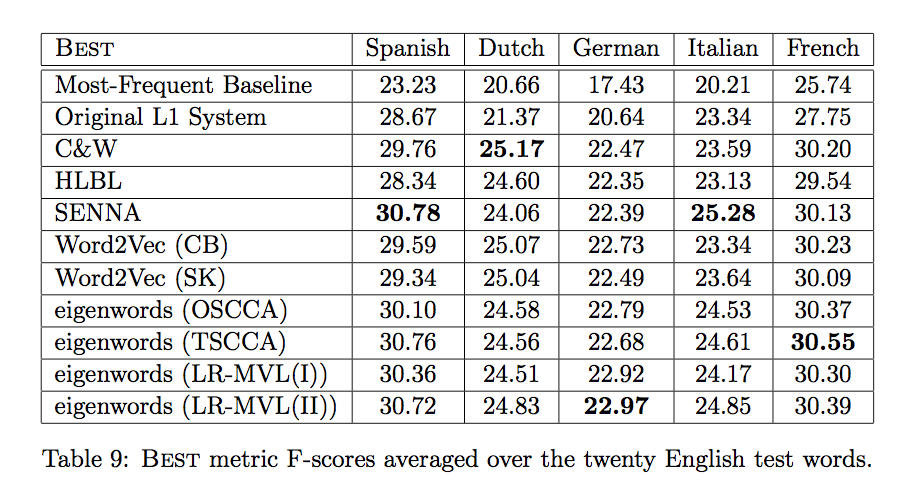 BEST Spanish Dutch German Italian French
Most-Frequent Baseline 23.23 20.66 17.43 20.21 25.74
Original L1 System 28.67 21.37 20.64 23.34 27.75
C&W 29.76 25.17 22.47 23.59 30.20
HLBL 28.34 24.60 22.35 23.13 29.54
SENNA 30.78 24.06 22.39 25.28 30.13
Word2Vec (CB) 29.59 25.07 22.73 23.34 30.23
Word2Vec (SK) 29.34 25.04 22.49 23.64 30.09
eigenwords (OSCCA) 30.10 24.58 22.79 24.53 30.37
eigenwords (TSCCA) 30.76 24.56 22.68 24.61 30.55
eigenwords (LR-MVL(I)) 30.36 24.51 22.92 24.17 30.30
eigenwords (LR-MVL(II)) 30.72 24.83 22.97 24.85 30.39
Table 9: BEST metric F-scores averaged over the twenty English test words.